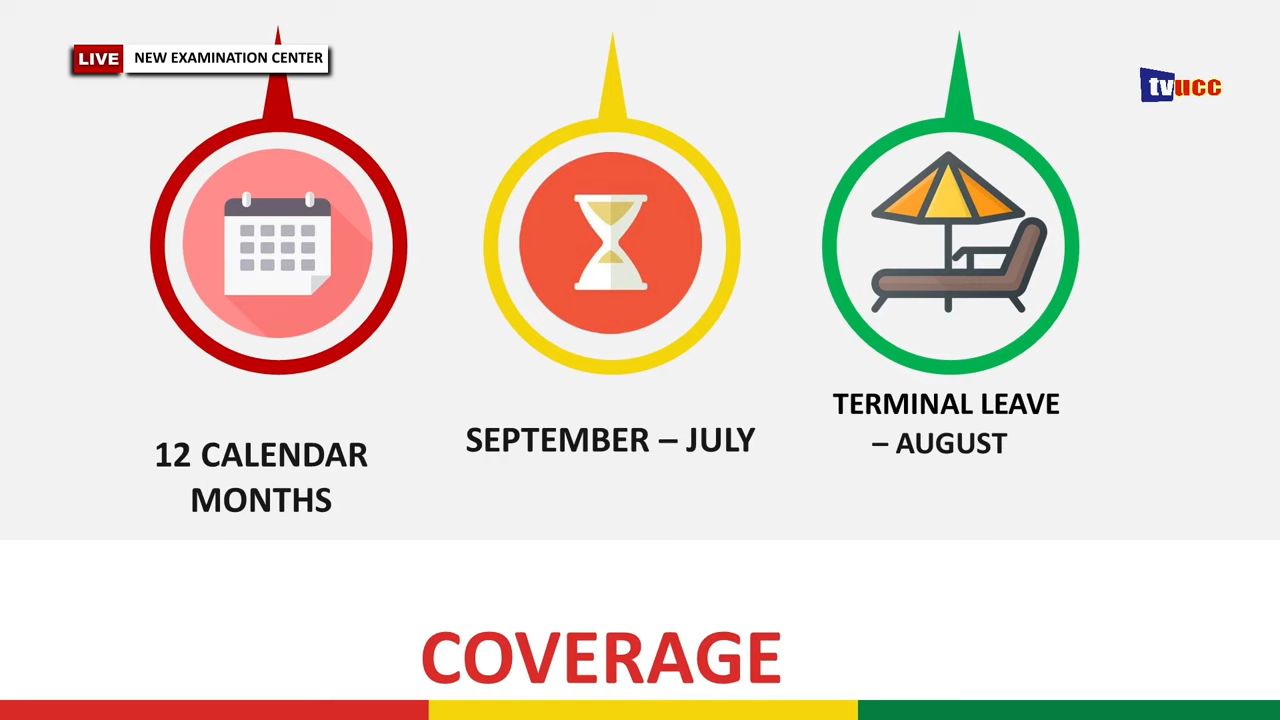 LIVE NEW EXAMINATION CENTER
tvucc
12 CALENDAR
MONTHS
SEPTEMBER – JULY
TERMINAL LEAVE
– AUGUST
COVERAGE